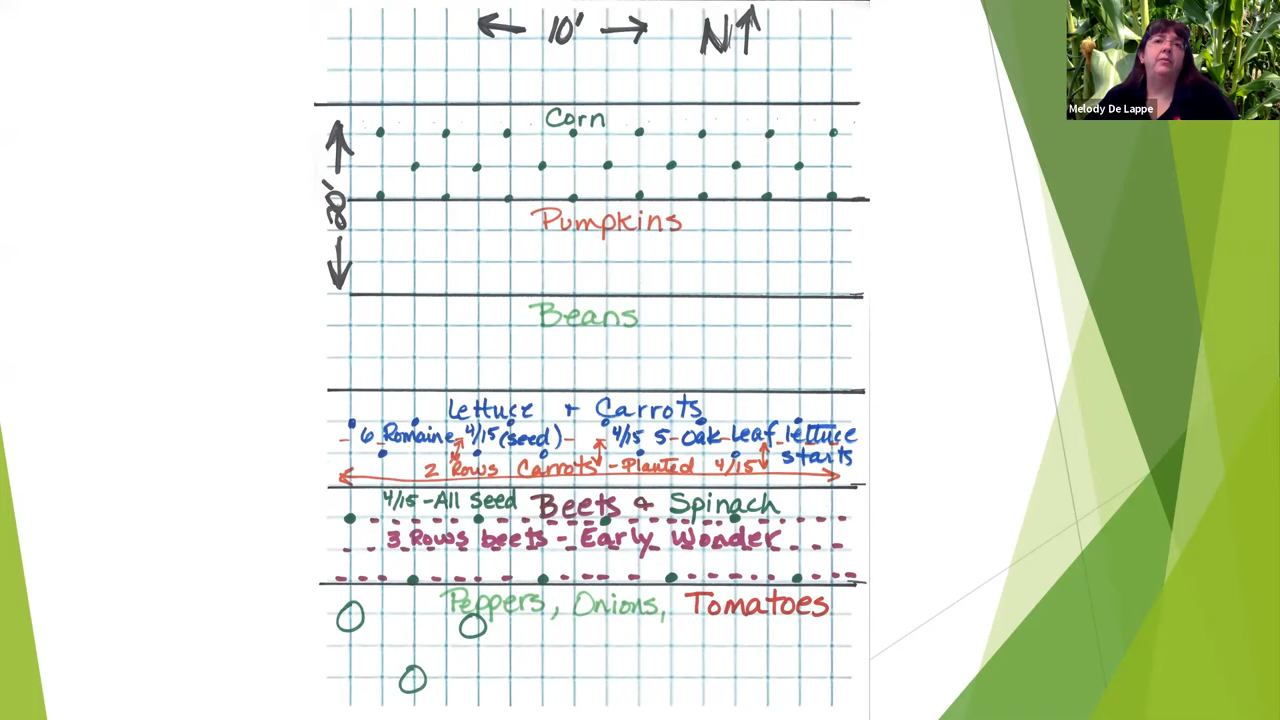 10' N
Melody De Lappe
Corn
20'
Pumpkins
Beans
Lettuce + Carrots
6 Romaine 4/15 (seed) 4/15 5-Oak Leaf lettuce
starts
2 Rows Carrots - Planted 4/15
4/15 - All Seed Beets & Spinach
3 Rows beets - Early Wonder
Peppers, Onions, Tomatoes